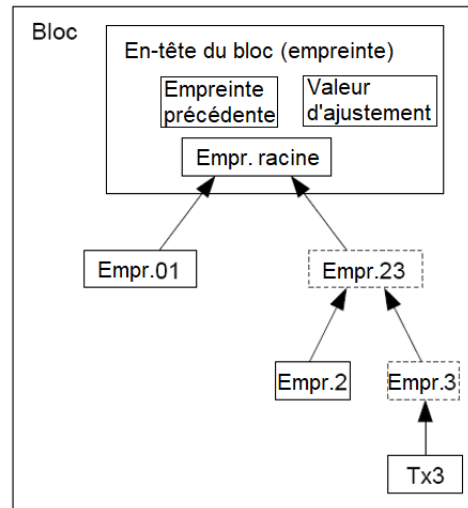 Bloc
En-tête du bloc (empreinte)
Empreinte
précédente
Valeur
d'ajustement
Empr. racine
Empr.01
Empr.23
Empr.2
Empr.3
Tx3